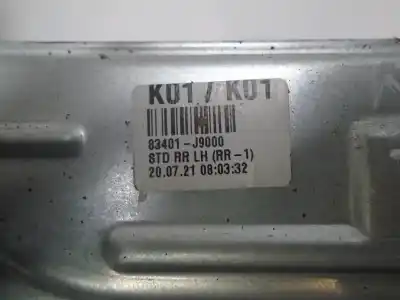 K01 / K01
83401-J9000
STD RR LH (RR-1)
20.07.21 08:03:32